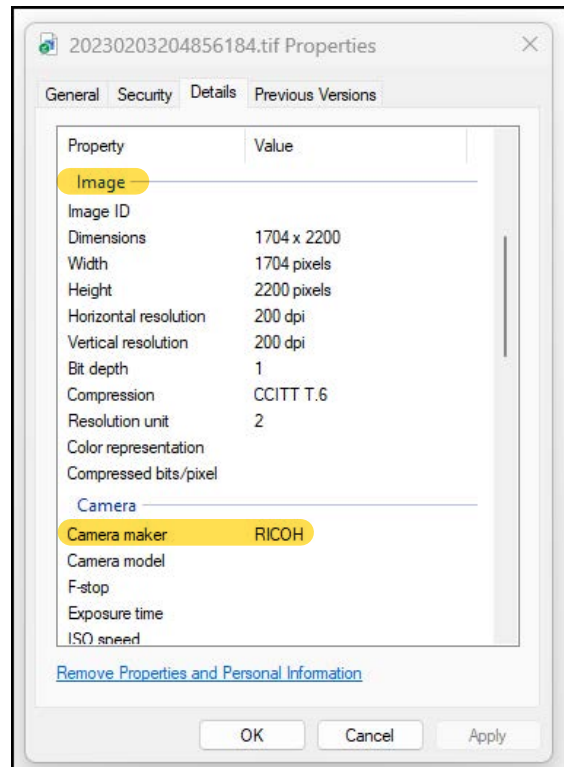 20230203204856184.tif Properties
General Security Details Previous Versions
Property Value
Image
Image ID
Dimensions 1704 x 2200
Width 1704 pixels
Height 2200 pixels
Horizontal resolution 200 dpi
Vertical resolution 200 dpi
Bit depth 1
Compression CCITT T.6
Resolution unit 2
Color representation
Compressed bits/pixel
Camera
Camera maker RICOH
Camera model
F-stop
Exposure time
ISO speed
Remove Properties and Personal Information
OK Cancel Apply